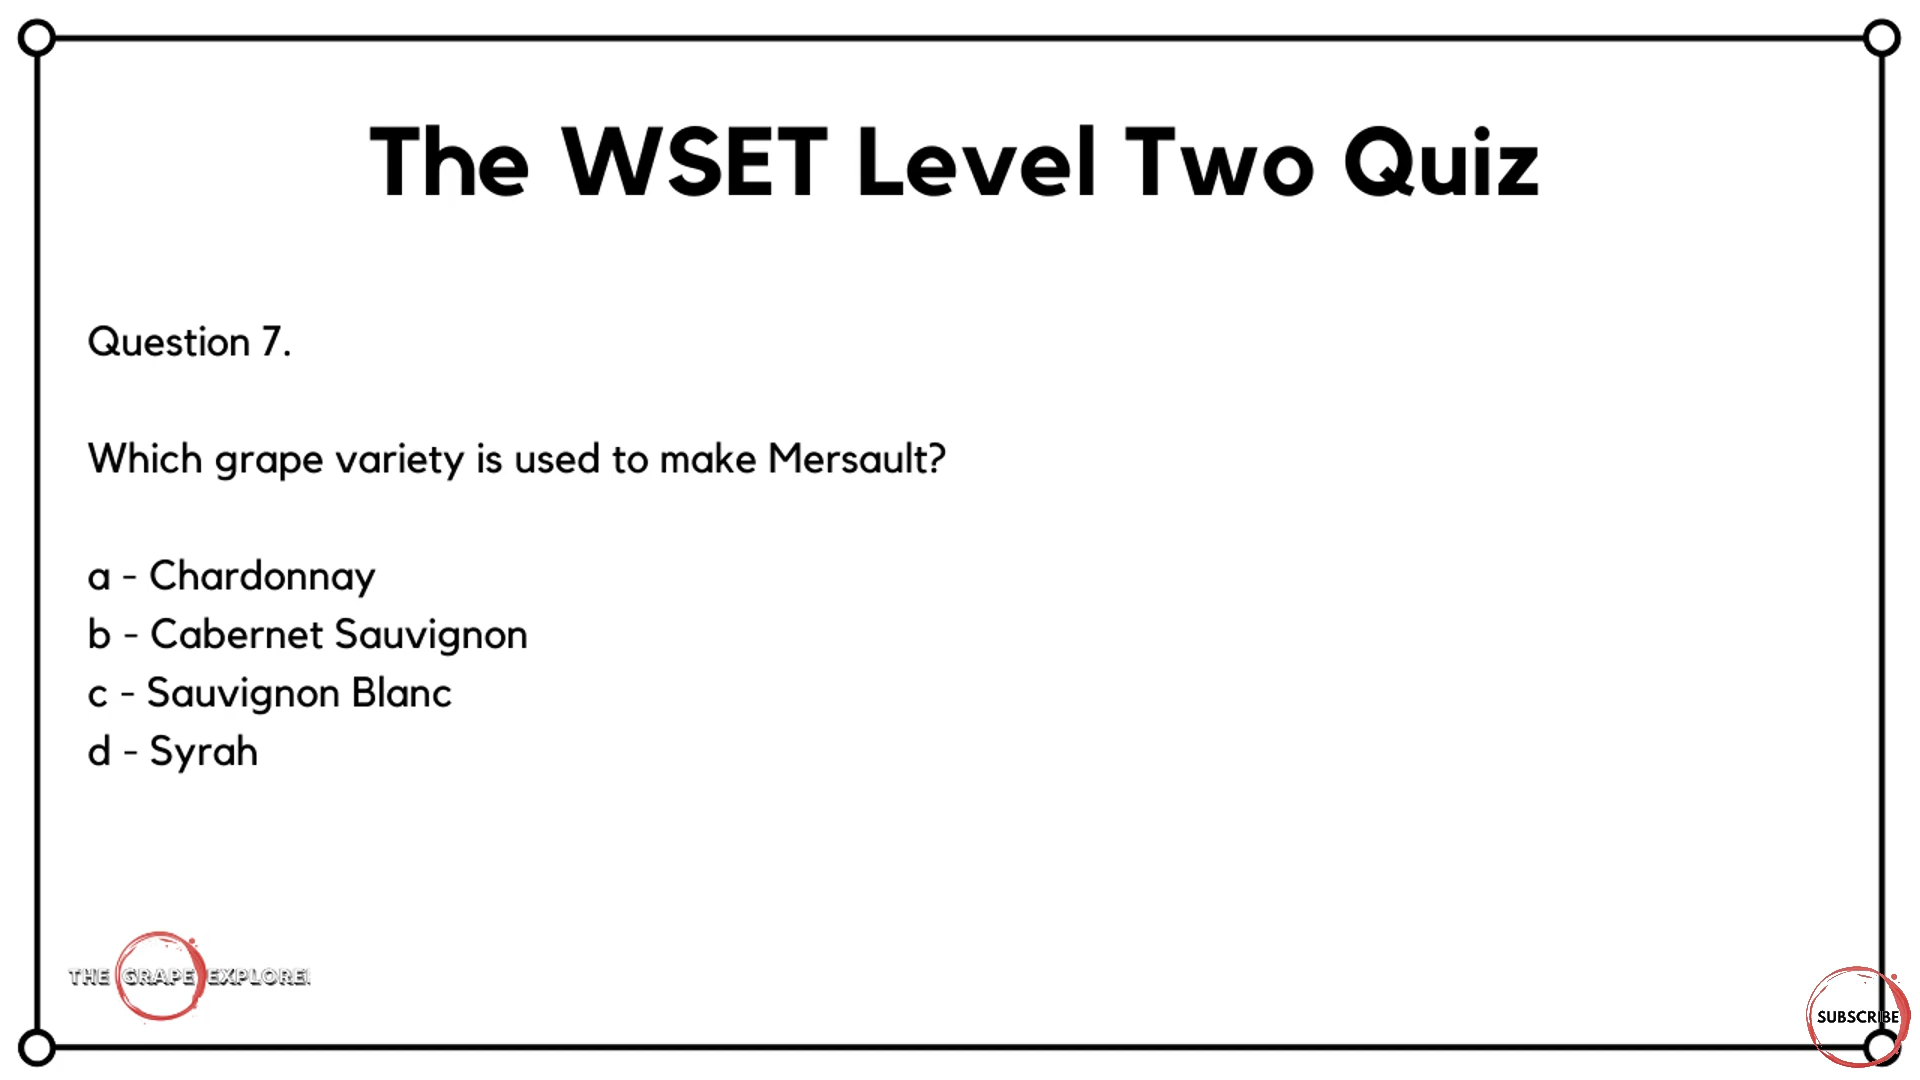 The WSET Level Two Quiz
Question 7.
Which grape variety is used to make Mersault?
a - Chardonnay
b - Cabernet Sauvignon
c - Sauvignon Blanc
d - Syrah
THE GRAPE EXPLORE
SUBSCRIBE